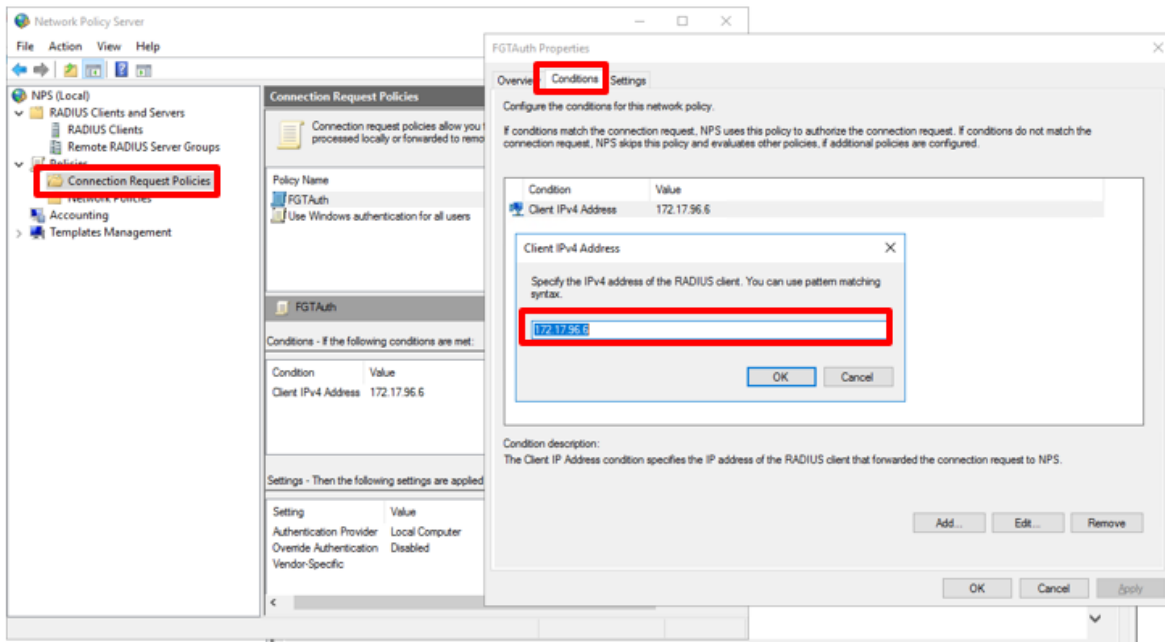 Network Policy Server
File Action View Help
NPS (Local)
RADIUS Clients and Servers
RADIUS Clients
Remote RADIUS Server Groups
Policies
Connection Request Policies
Network Policies
Accounting
Templates Management
Connection Request Policies
Connection request policies allow you
processed locally or forwarded to remo
Policy Name
FGTAuth
Use Windows authentication for all users
FGTAuth
Conditions - If the following conditions are met:
Condition Value
Client IPv4 Address 172.17.96.6
Settings - Then the following settings are applied
Setting Value
Authentication Provider Local Computer
Override Authentication Disabled
Vendor-Specific
FGTAuth Properties
Overview Conditions Settings
Configure the conditions for this network policy.
If conditions match the connection request, NPS uses this policy to authorize the connection request. If conditions do not match the
connection request, NPS skips this policy and evaluates other policies, if additional policies are configured.
Condition Value
Client IPv4 Address 172.17.96.6
Client IPv4 Address
Specify the IPv4 address of the RADIUS client. You can use pattern matching
syntax.
172.17.96.6
OK Cancel
Condition description:
The Client IP Address condition specifies the IP address of the RADIUS client that forwarded the connection request to NPS.
Add... Edit... Remove
OK Cancel Apply